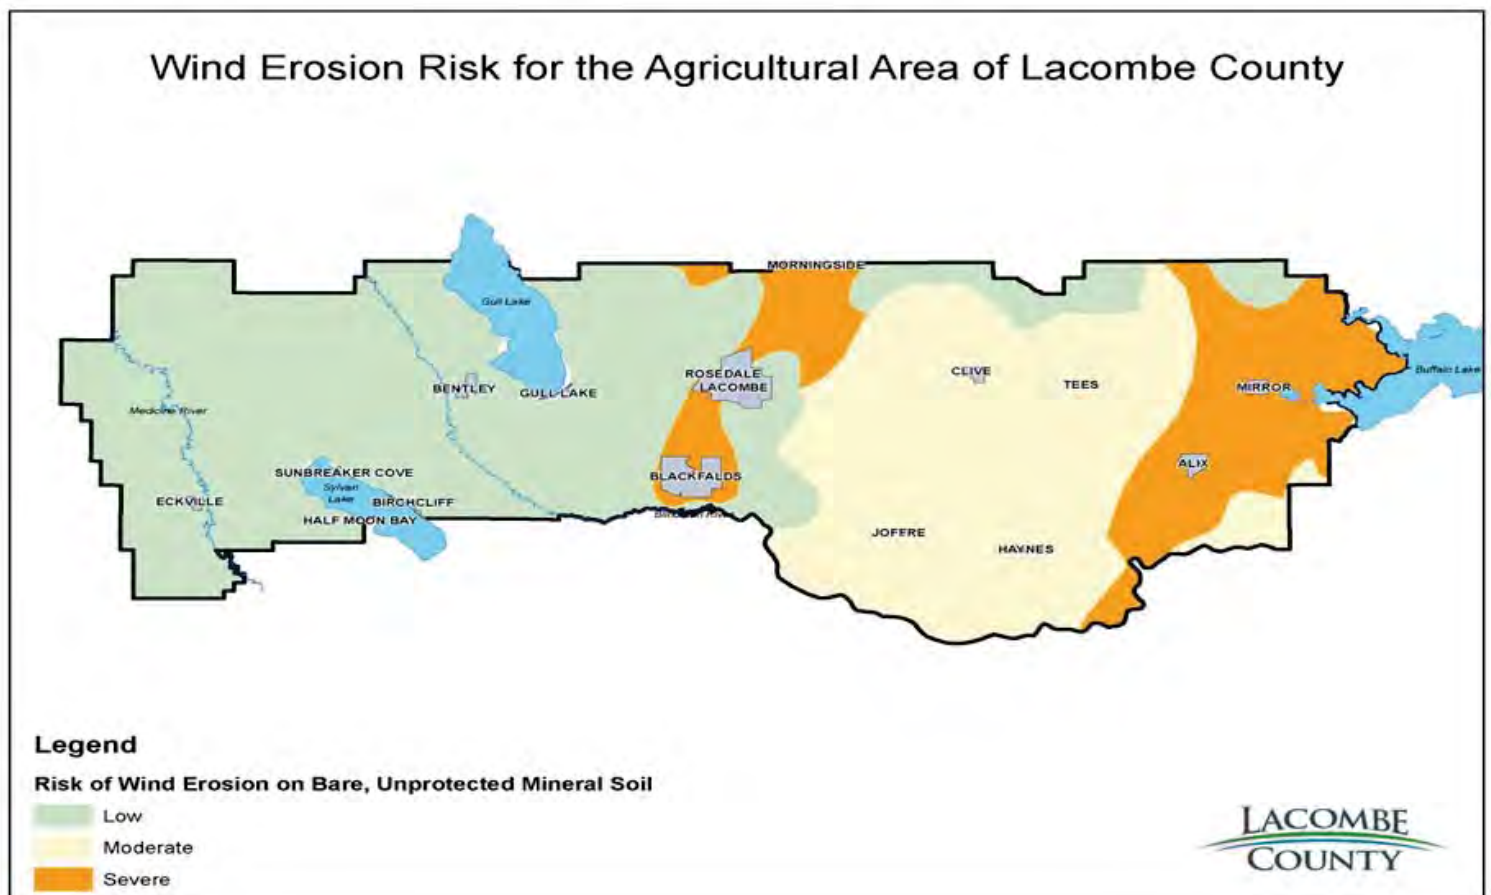 Wind Erosion Risk for the Agricultural Area of Lacombe County
MORNINGSIDE
Gull Lake
ROSEDALE
LACOMBE
CLIVE
TEES
Buffalo Lake
MIRROR
BENTLEY
GULL LAKE
Medicine River
ALIX
SUNBREAKER COVE
Sylvan
Lake
BIRCHCLIFF
BLACKFALDS
ECKVILLE
HALF MOON BAY
JOFFRE
HAYNES
Legend
Risk of Wind Erosion on Bare, Unprotected Mineral Soil
Low
Moderate
Severe
LACOMBE
COUNTY